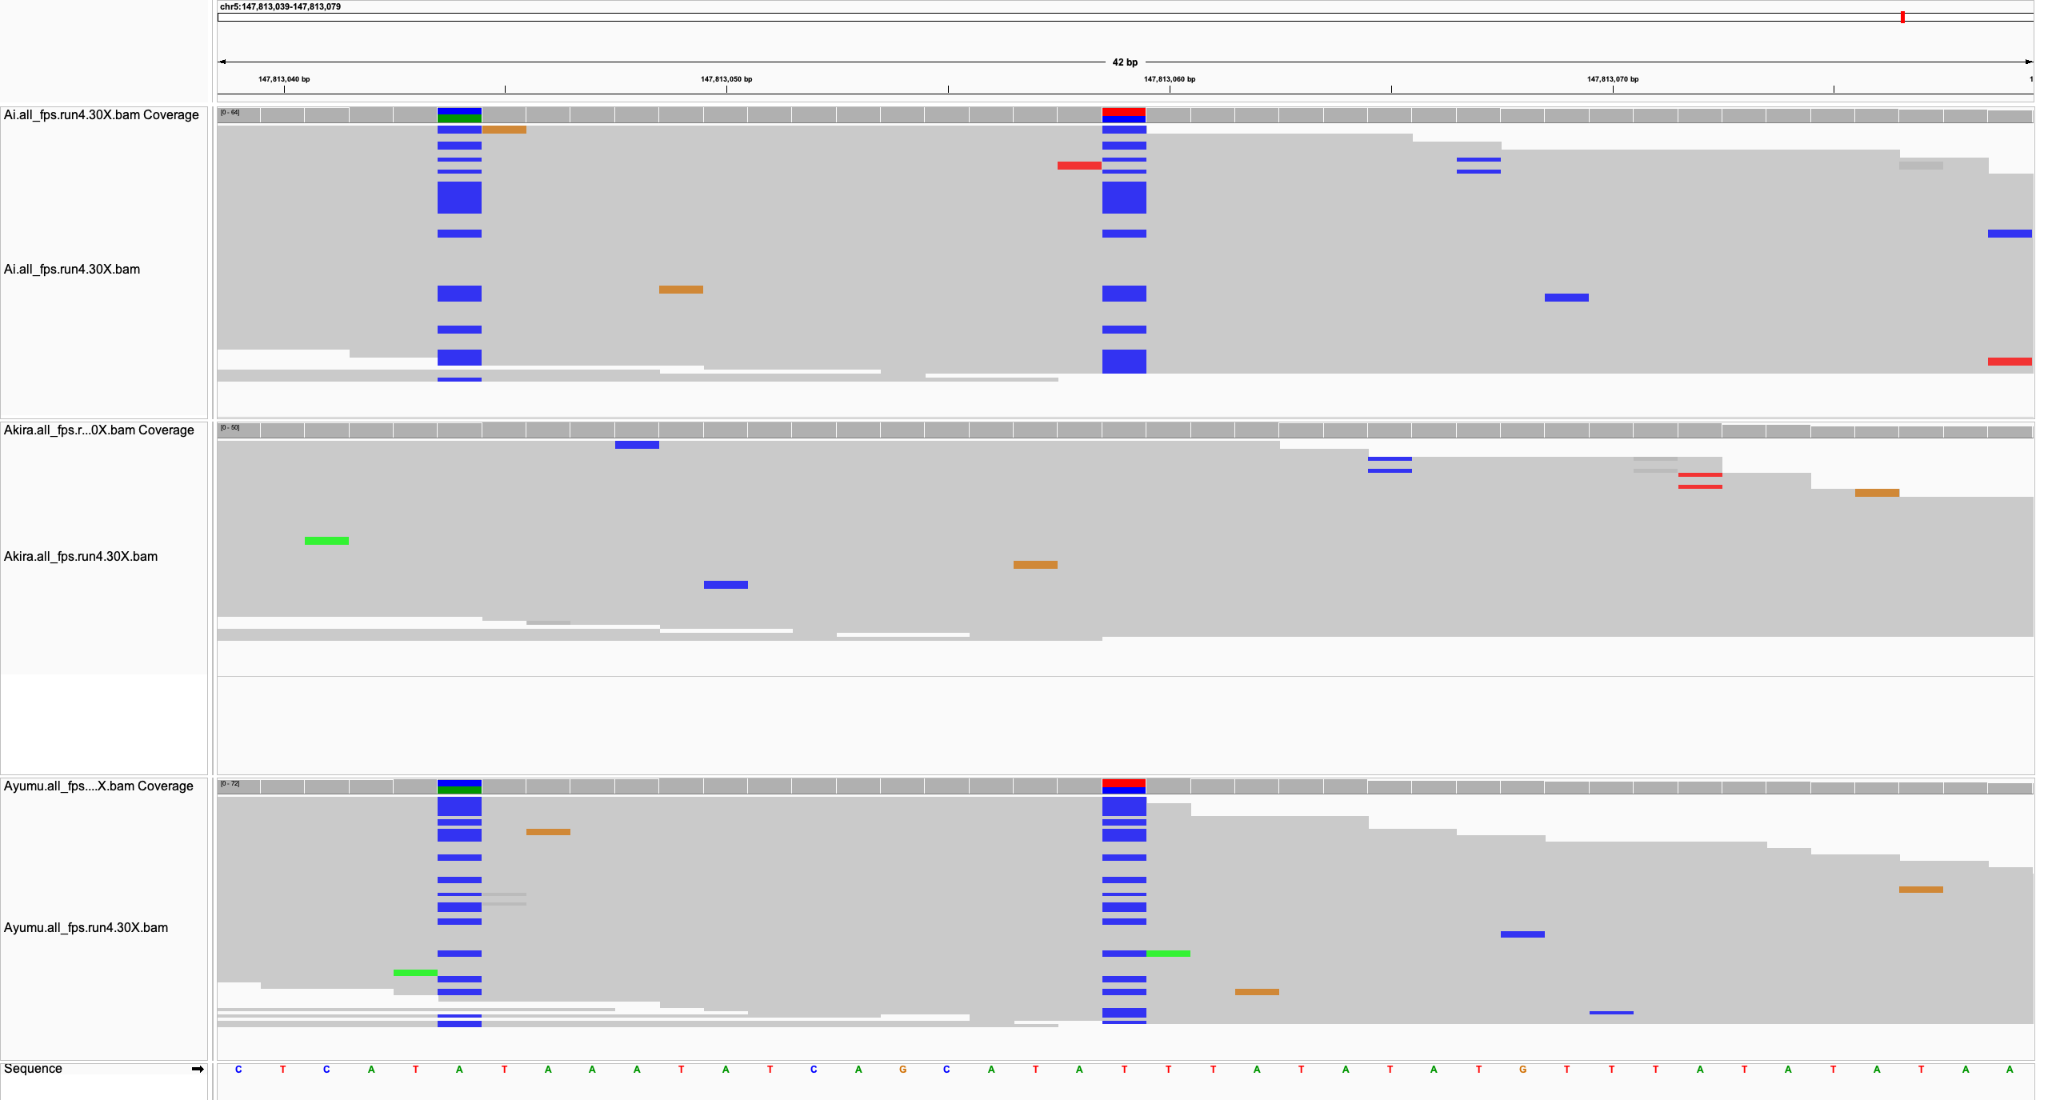 chr5:147,813,039-147,813,079
42 bp
147,813,040 bp 147,813,050 bp 147,813,060 bp 147,813,070 bp 1
Ai.all_fps.run4.30X.bam Coverage [0 - 64]
Ai.all_fps.run4.30X.bam
Akira.all_fps.r...0X.bam Coverage [0 - 50]
Akira.all_fps.run4.30X.bam
Ayumu.all_fps....X.bam Coverage [0 - 72]
Ayumu.all_fps.run4.30X.bam
Sequence C T C A T A T A A A T A T C A G C A T A T T T A T A T A T G T T T A T A T A T A A